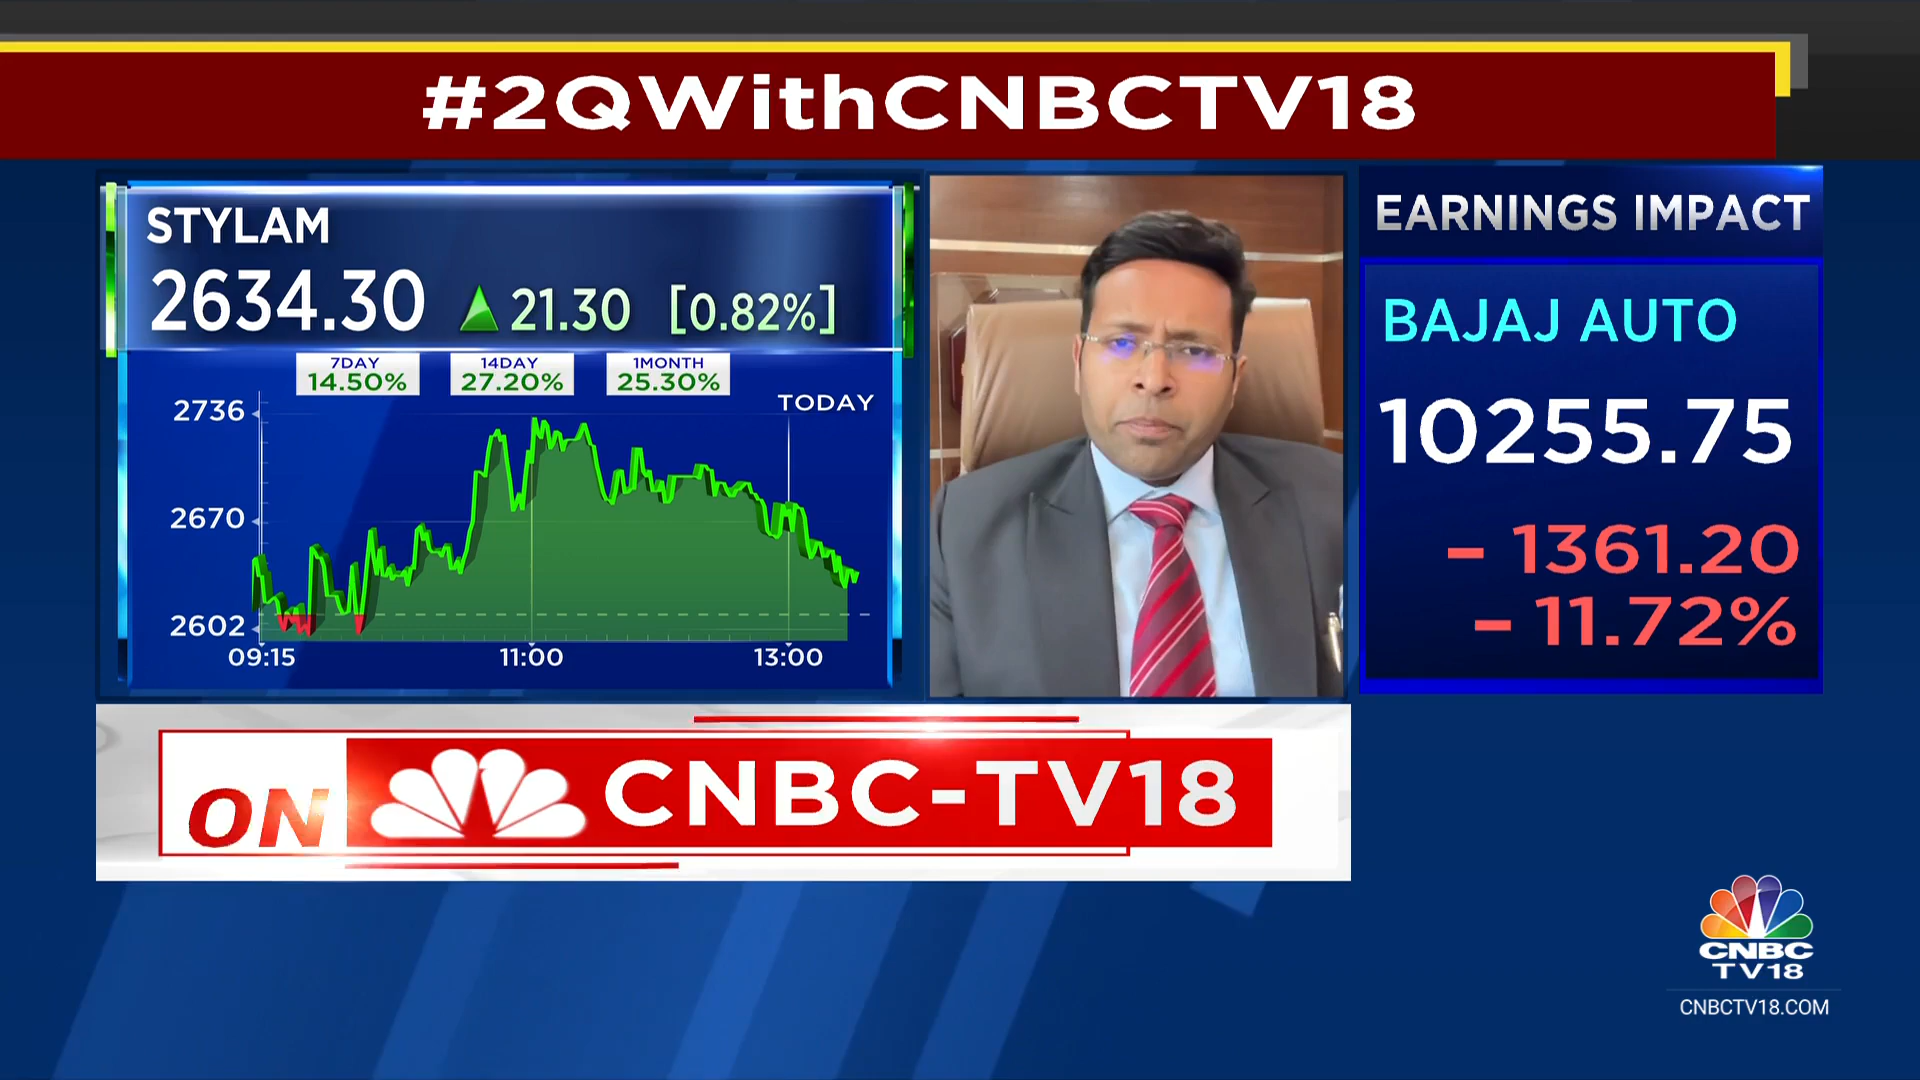 #2QWithCNBCTV18
STYLAM
2634.30 ▲ 21.30 [0.82%]
7DAY
14.50%
14DAY
27.20%
1MONTH
25.30%
TODAY
2736
2670
2602
09:15 11:00 13:00
EARNINGS IMPACT
BAJAJ AUTO
10255.75
- 1361.20
- 11.72%
ON CNBC-TV18
CNBC
TV18
CNBCTV18.COM